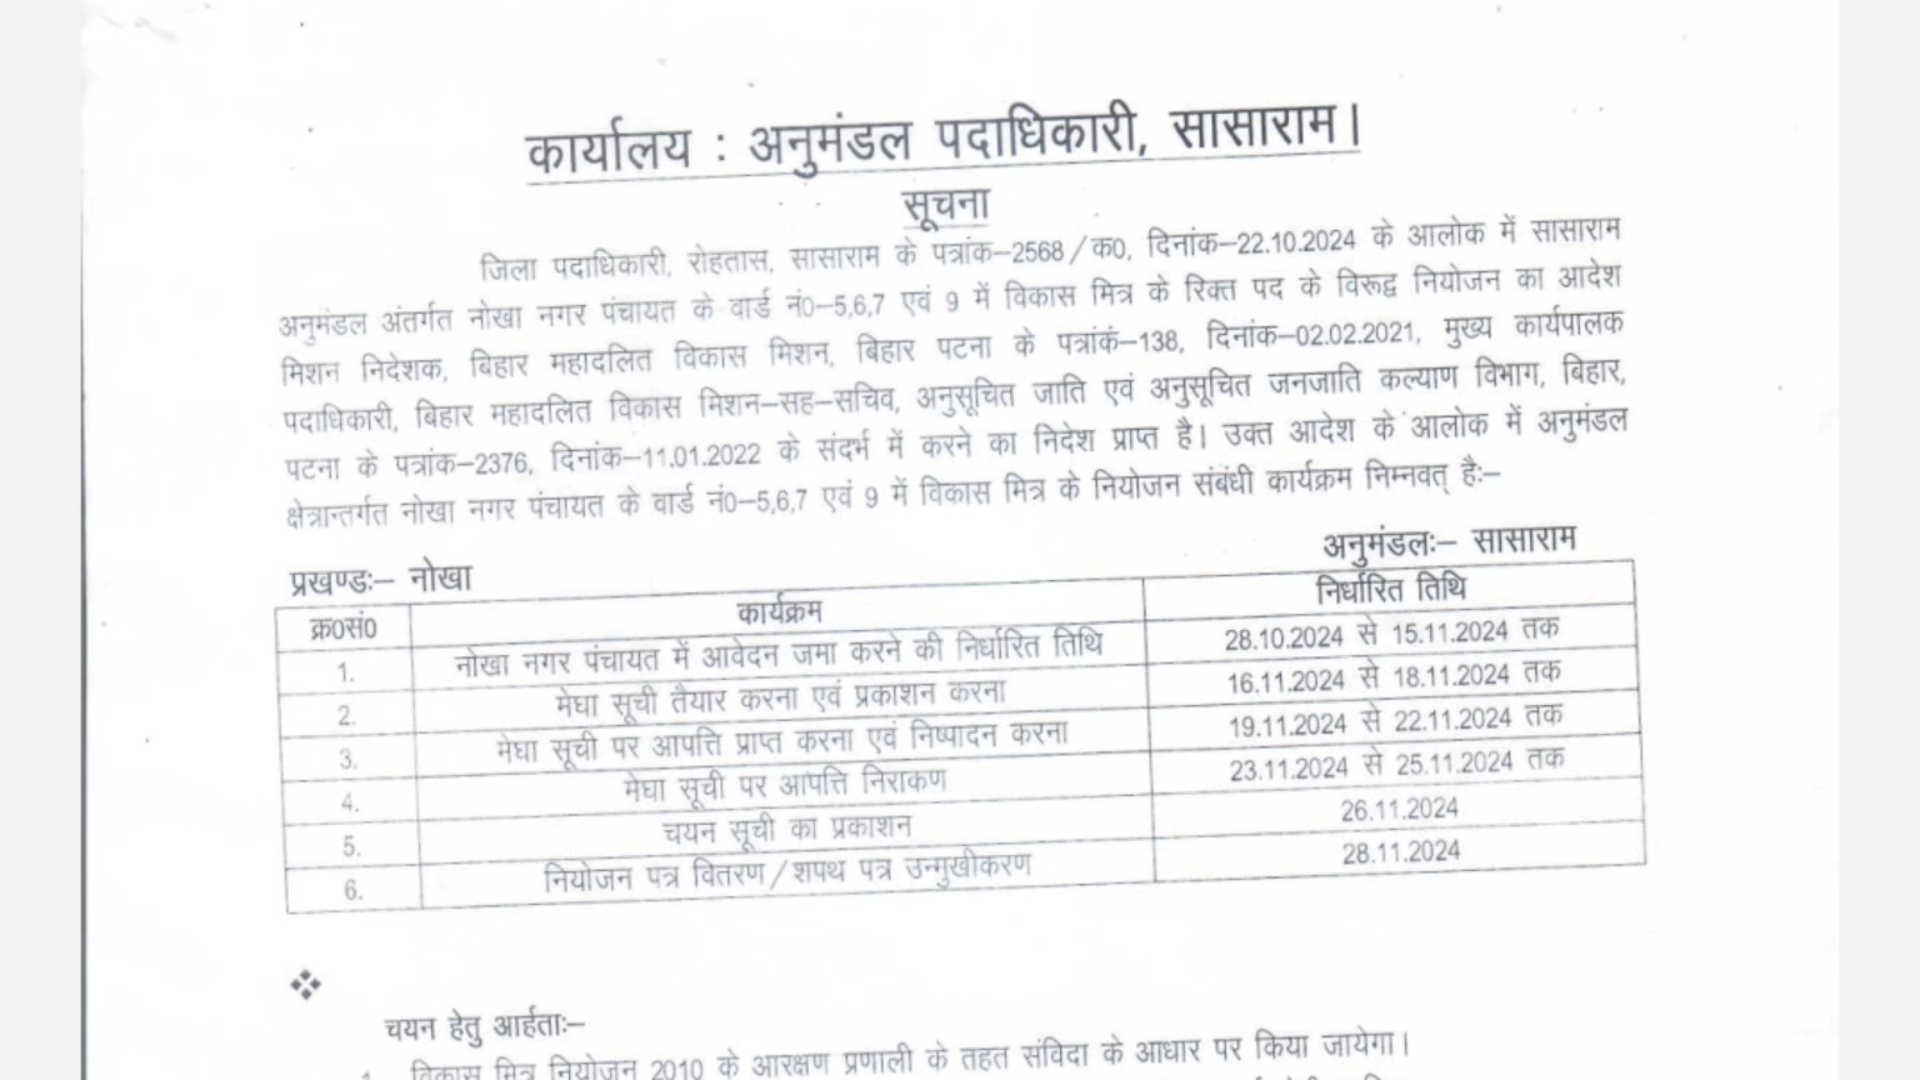 कार्यालय : अनुमंडल पदाधिकारी, सासाराम।
सूचना
जिला पदाधिकारी, रोहतास, सासाराम के पत्रांक–2568/क0, दिनांक–22.10.2024 के आलोक में सासाराम
अनुमंडल अंतर्गत नोखा नगर पंचायत के वार्ड नं0–5,6,7 एवं 9 में विकास मित्र के रिक्त पद के विरूद्व नियोजन का आदेश
मिशन निदेशक, बिहार महादलित विकास मिशन, बिहार पटना के पत्रांकं–138, दिनांक–02.02.2021, मुख्य कार्यपालक
पदाधिकारी, बिहार महादलित विकास मिशन–सह–सचिव, अनुसूचित जाति एवं अनुसूचित जनजाति कल्याण विभाग, बिहार,
पटना के पत्रांक–2376, दिनांक–11.01.2022 के संदर्भ में करने का निदेश प्राप्त है। उक्त आदेश के आलोक में अनुमंडल
क्षेत्रान्तर्गत नोखा नगर पंचायत के वार्ड नं0–5,6,7 एवं 9 में विकास मित्र के नियोजन संबंधी कार्यक्रम निम्नवत् हैः–
प्रखण्डः– नोखा अनुमंडलः– सासाराम
क्र0सं0 कार्यक्रम निर्धारित तिथि
1. नोखा नगर पंचायत में आवेदन जमा करने की निर्धारित तिथि 28.10.2024 से 15.11.2024 तक
2. मेघा सूची तैयार करना एवं प्रकाशन करना 16.11.2024 से 18.11.2024 तक
3. मेघा सूची पर आपत्ति प्राप्त करना एवं निष्पादन करना 19.11.2024 से 22.11.2024 तक
4. मेघा सूची पर आपत्ति निराकण 23.11.2024 से 25.11.2024 तक
5. चयन सूची का प्रकाशन 26.11.2024
6. नियोजन पत्र वितरण/शपथ पत्र उन्मुखीकरण 28.11.2024
चयन हेतु आर्हताः–
विकास मित्र नियोजन 2010 के आरक्षण प्रणाली के तहत संविदा के आधार पर किया जायेगा।